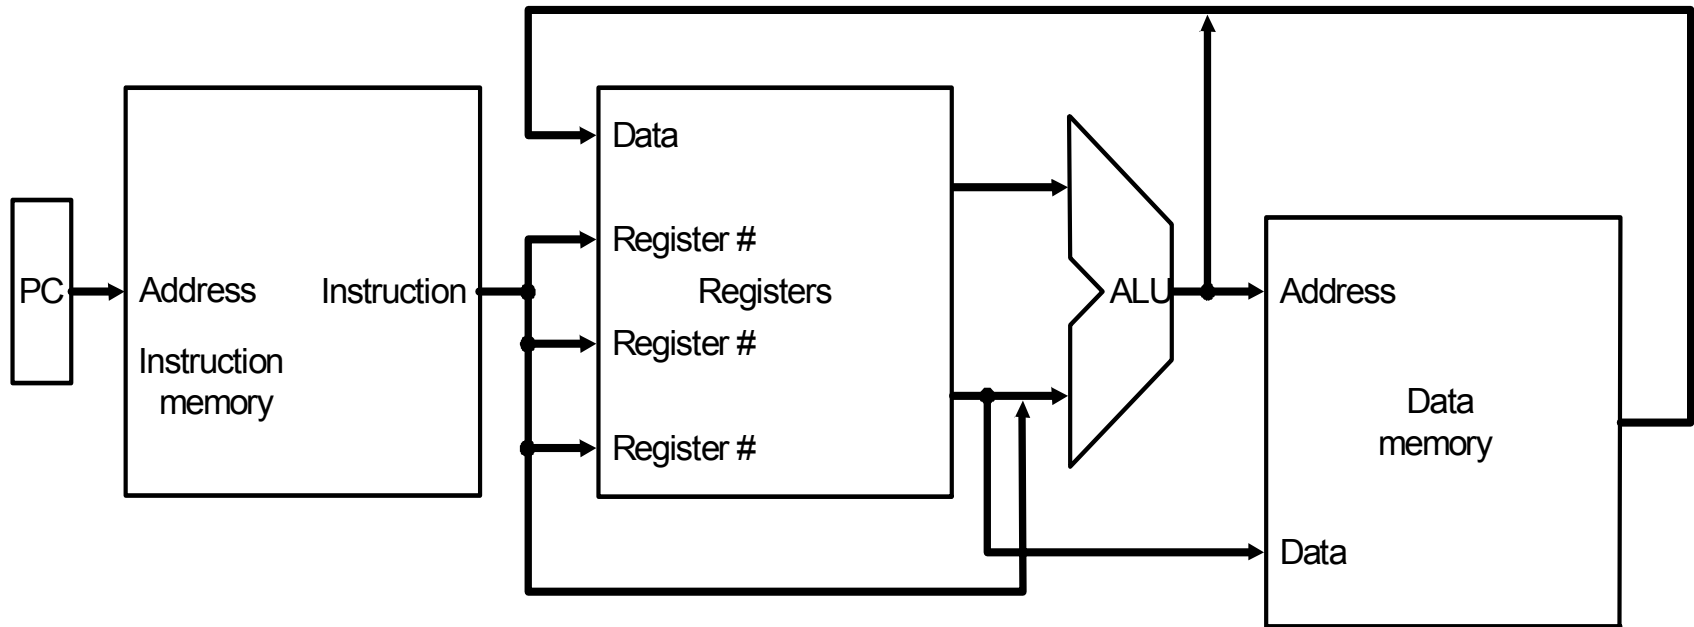 Data
Register #
PC
Address
Instruction
Registers
ALU
Address
Register #
Instruction
memory
Data
memory
Register #
Data